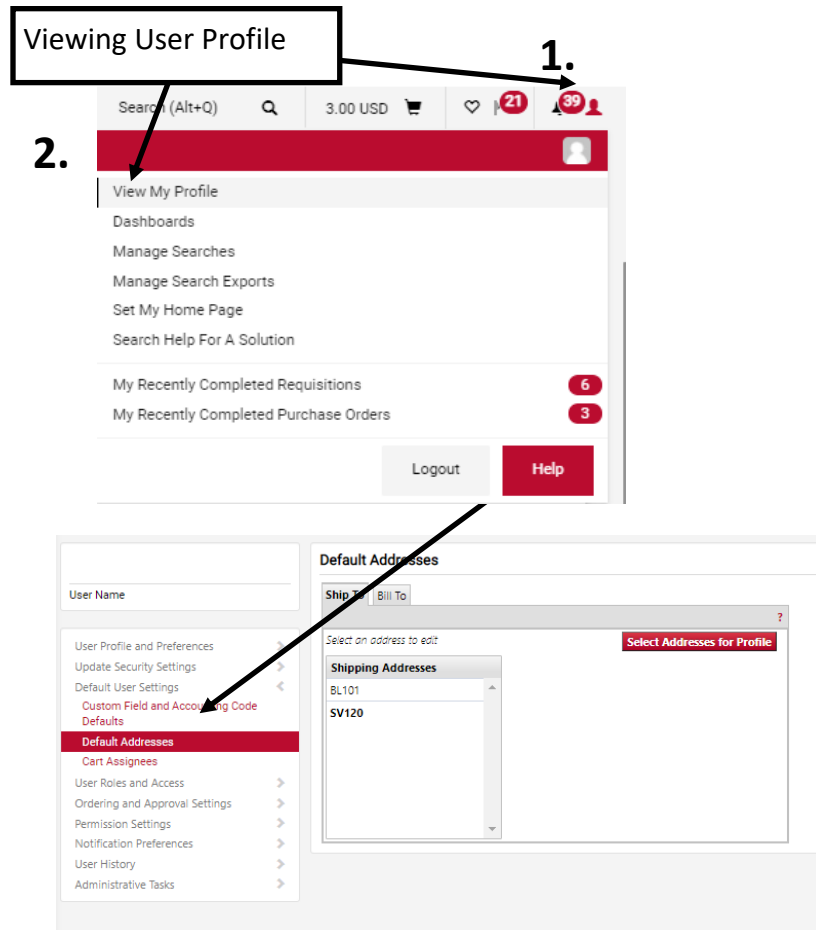 Viewing User Profile
1.
Search (Alt+Q) 3.00 USD 21 39
2.
View My Profile
Dashboards
Manage Searches
Manage Search Exports
Set My Home Page
Search Help For A Solution
My Recently Completed Requisitions 6
My Recently Completed Purchase Orders 3
Logout Help
Default Addresses
User Name
Ship To Bill To
?
Select an address to edit Select Addresses for Profile
Shipping Addresses
BL101
SV120
User Profile and Preferences
Update Security Settings
Default User Settings
Custom Field and Accounting Code
Defaults
Default Addresses
Cart Assignees
User Roles and Access
Ordering and Approval Settings
Permission Settings
Notification Preferences
User History
Administrative Tasks